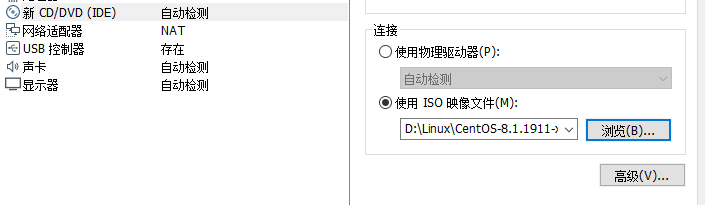 新 CD/DVD (IDE) 自动检测
网络适配器 NAT
USB 控制器 存在
声卡 自动检测
显示器 自动检测
连接
使用物理驱动器(P):
自动检测
使用 ISO 映像文件(M):
D:\Linux\CentOS-8.1.1911-x 浏览(B)...
高级(V)...